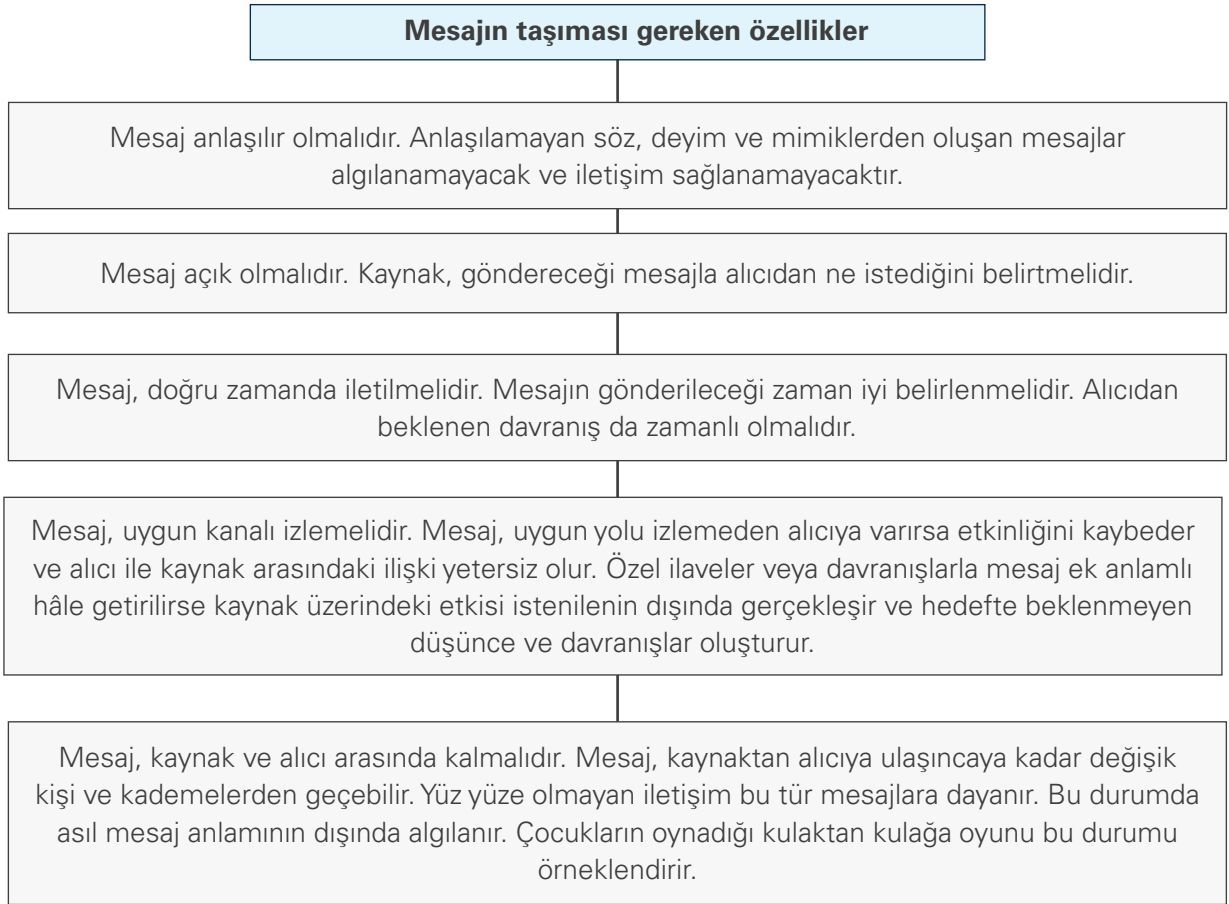 Mesajın taşıması gereken özellikler
Mesaj anlaşılır olmalıdır. Anlaşılamayan söz, deyim ve mimiklerden oluşan mesajlar
algılanamayacak ve iletişim sağlanamayacaktır.
Mesaj açık olmalıdır. Kaynak, göndereceği mesajla alıcıdan ne istediğini belirtmelidir.
Mesaj, doğru zamanda iletilmelidir. Mesajın gönderileceği zaman iyi belirlenmelidir. Alıcıdan
beklenen davranış da zamanlı olmalıdır.
Mesaj, uygun kanalı izlemelidir. Mesaj, uygun yolu izlemeden alıcıya varırsa etkinliğini kaybeder
ve alıcı ile kaynak arasındaki ilişki yetersiz olur. Özel ilaveler veya davranışlarla mesaj ek anlamlı
hâle getirilirse kaynak üzerindeki etkisi istenilenin dışında gerçekleşir ve hedefte beklenmeyen
düşünce ve davranışlar oluşturur.
Mesaj, kaynak ve alıcı arasında kalmalıdır. Mesaj, kaynaktan alıcıya ulaşıncaya kadar değişik
kişi ve kademelerden geçebilir. Yüz yüze olmayan iletişim bu tür mesajlara dayanır. Bu durumda
asıl mesaj anlamının dışında algılanır. Çocukların oynadığı kulaktan kulağa oyunu bu durumu
örneklendirir.